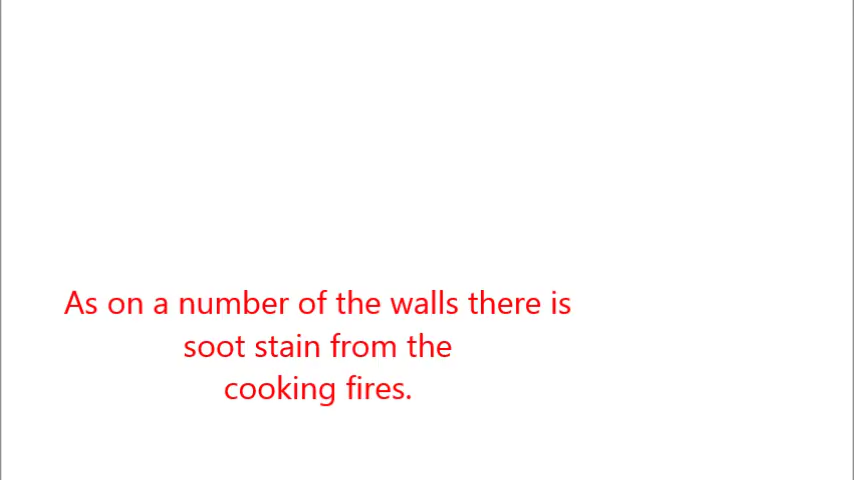 As on a number of the walls there is
soot stain from the
cooking fires.